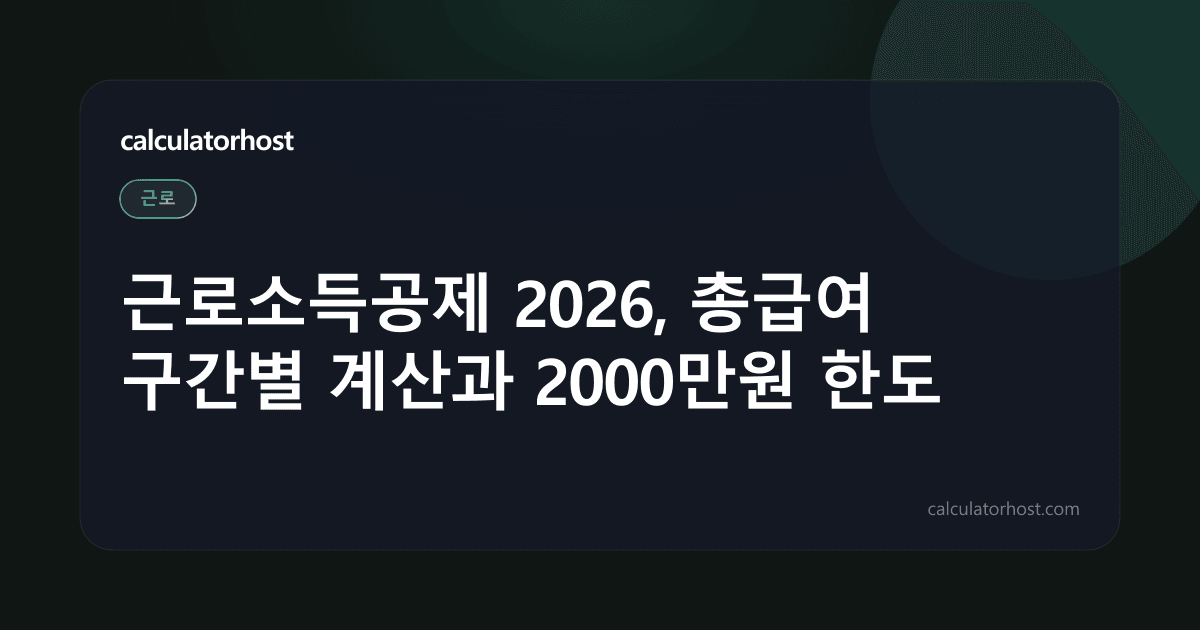 calculatorhost
근로
근로소득공제 2026, 총급여
구간별 계산과 2000만원 한도
calculatorhost.com